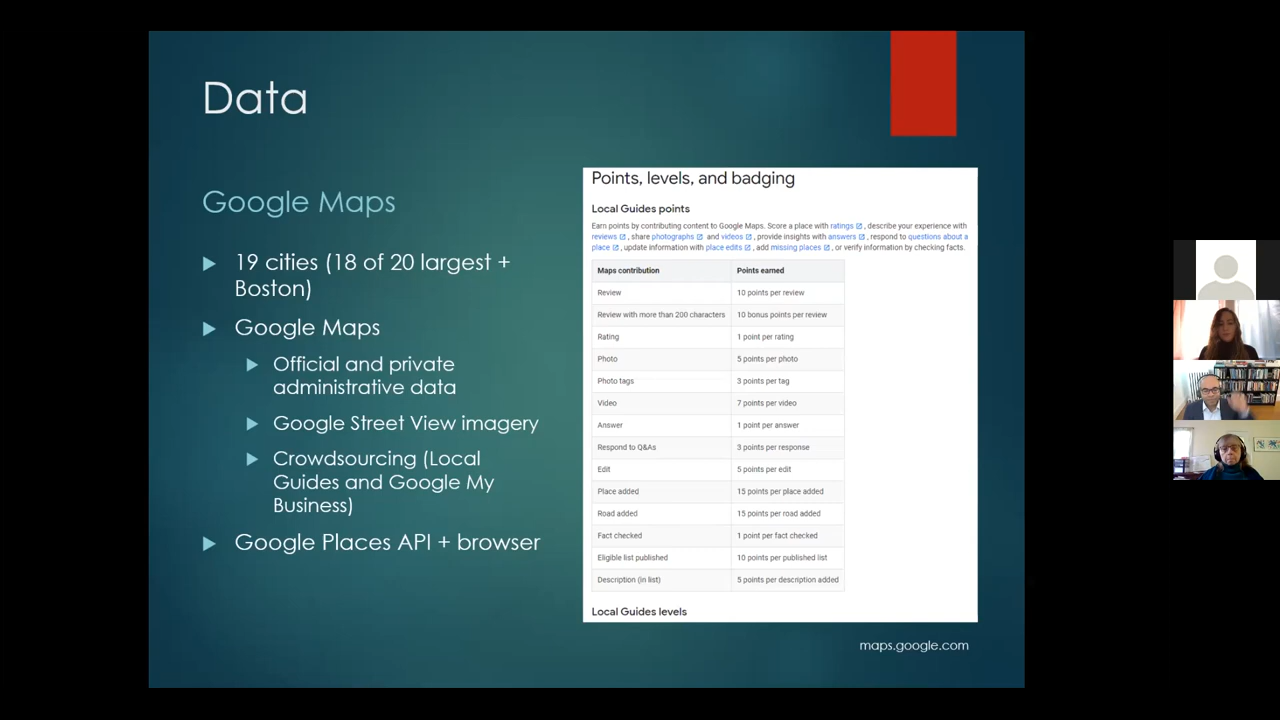 Data
Google Maps
19 cities (18 of 20 largest +
Boston)
Google Maps
Official and private
administrative data
Google Street View imagery
Crowdsourcing (Local
Guides and Google My
Business)
Google Places API + browser
Points, levels, and badging
Local Guides points
Earn points by contributing content to Google Maps. Score a place with ratings, describe your experience with
reviews, share photographs and videos, provide insights with answers, respond to questions about a
place, update information with place edits, add missing places, or verify information by checking facts.
Maps contribution Points earned
Review 10 points per review
Review with more than 200 characters 10 bonus points per review
Rating 1 point per rating
Photo 5 points per photo
Photo tags 3 points per tag
Video 7 points per video
Answer 1 point per answer
Respond to Q&As 3 points per response
Edit 5 points per edit
Place added 15 points per place added
Road added 15 points per road added
Fact checked 1 point per fact checked
Eligible list published 10 points per published list
Description (in list) 5 points per description added
Local Guides levels
maps.google.com